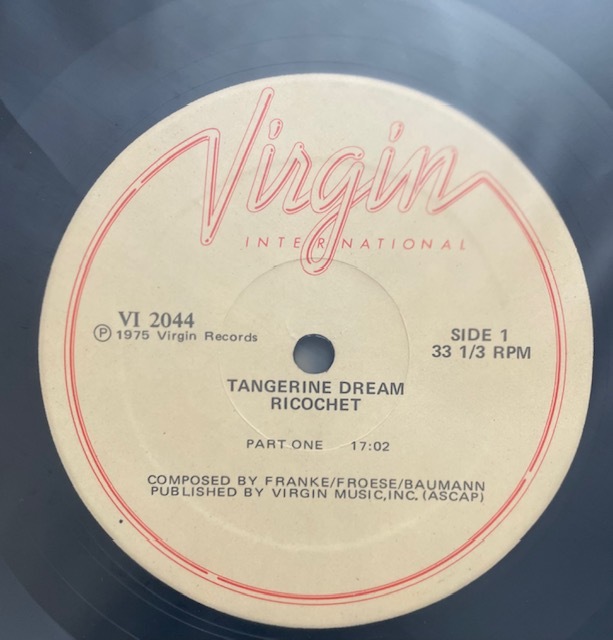 Virgin
INTERNATIONAL
VI 2044
℗ 1975 Virgin Records
SIDE 1
33 1/3 RPM
TANGERINE DREAM
RICOCHET
PART ONE 17:02
COMPOSED BY FRANKE/FROESE/BAUMANN
PUBLISHED BY VIRGIN MUSIC,INC. (ASCAP)